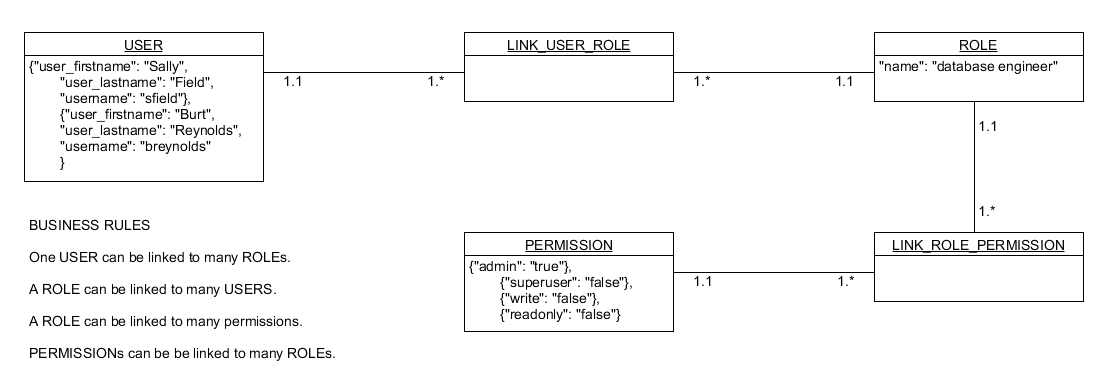 USER
{"user_firstname": "Sally",
"user_lastname": "Field",
"username": "sfield"},
{"user_firstname": "Burt",
"user_lastname": "Reynolds",
"username": "breynolds"
}
1.1
1.*
LINK_USER_ROLE
1.*
1.1
ROLE
"name": "database engineer"
1.1
1.*
LINK_ROLE_PERMISSION
1.*
1.1
PERMISSION
{"admin": "true"},
{"superuser": "false"},
{"write": "false"},
{"readonly": "false"}
BUSINESS RULES
One USER can be linked to many ROLEs.
A ROLE can be linked to many USERS.
A ROLE can be linked to many permissions.
PERMISSIONs can be be linked to many ROLEs.